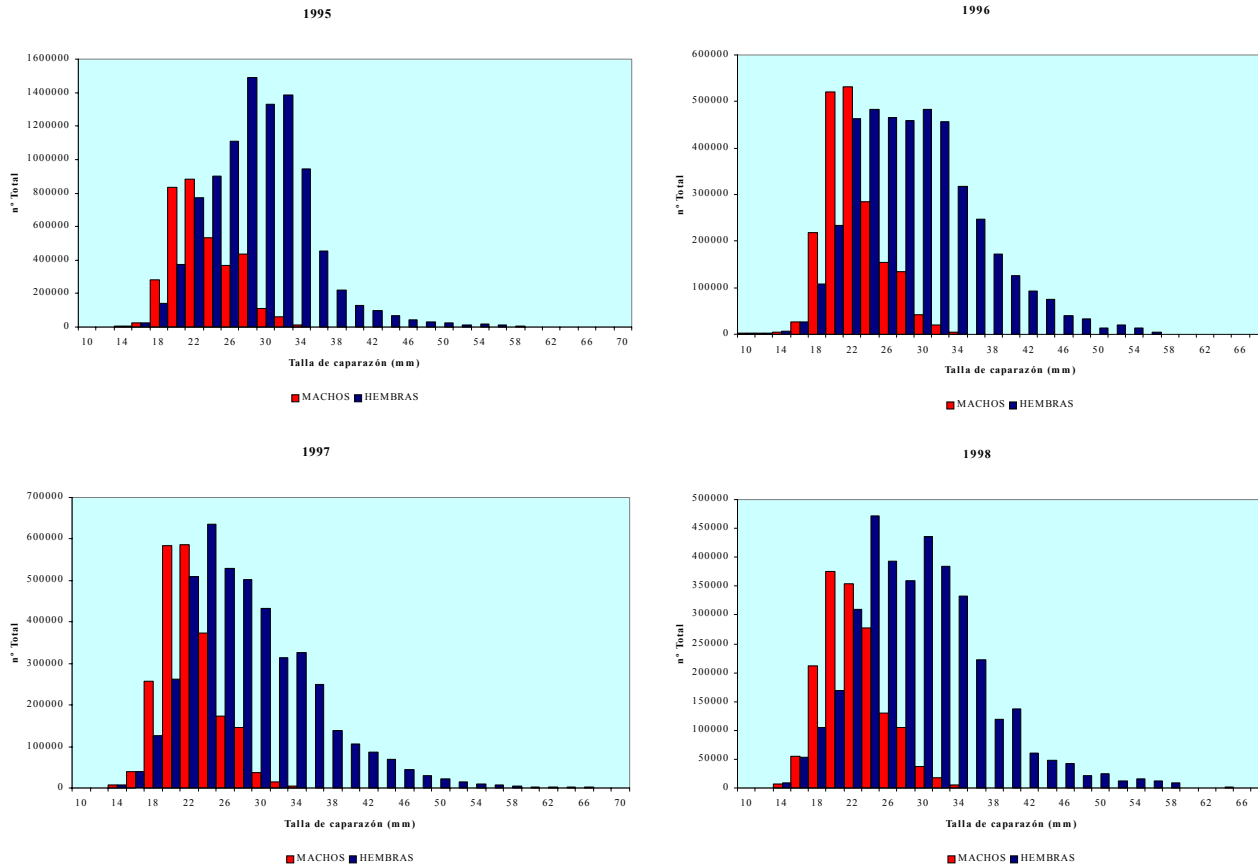 1995
1600000
1400000
1200000
1000000
800000
600000
400000
200000
0
nº Total
10 14 18 22 26 30 34 38 42 46 50 54 58 62 66 70
Talla de caparazón (mm)
MACHOS HEMBRAS
1996
600000
500000
400000
300000
200000
100000
0
nº Total
10 14 18 22 26 30 34 38 42 46 50 54 58 62 66
Talla de caparazón (mm)
MACHOS HEMBRAS
1997
700000
600000
500000
400000
300000
200000
100000
0
nº Total
10 14 18 22 26 30 34 38 42 46 50 54 58 62 66 70
Talla de caparazón (mm)
MACHOS HEMBRAS
1998
500000
450000
400000
350000
300000
250000
200000
150000
100000
50000
0
nº Total
10 14 18 22 26 30 34 38 42 46 50 54 58 62 66
Talla de caparazón (mm)
MACHOS HEMBRAS